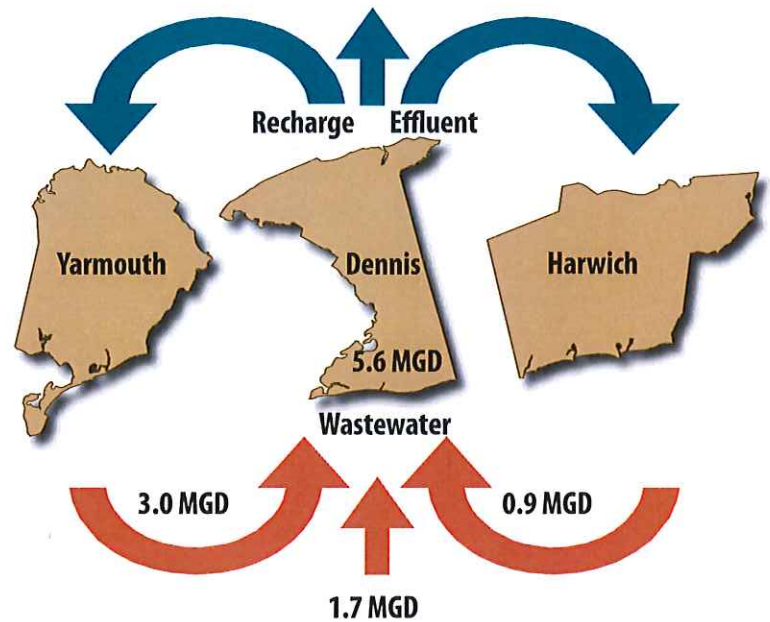 Recharge Effluent
Yarmouth
Dennis
Harwich
5.6 MGD
Wastewater
3.0 MGD
0.9 MGD
1.7 MGD